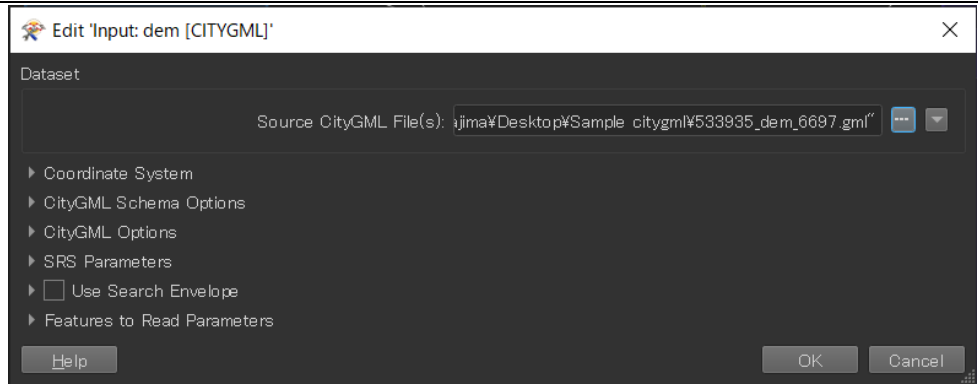 Edit 'Input: dem [CITYGML]'
Dataset
Source CityGML File(s): ajima¥Desktop¥Sample citygml¥533935_dem_6697.gml"
Coordinate System
CityGML Schema Options
CityGML Options
SRS Parameters
Use Search Envelope
Features to Read Parameters
Help OK Cancel